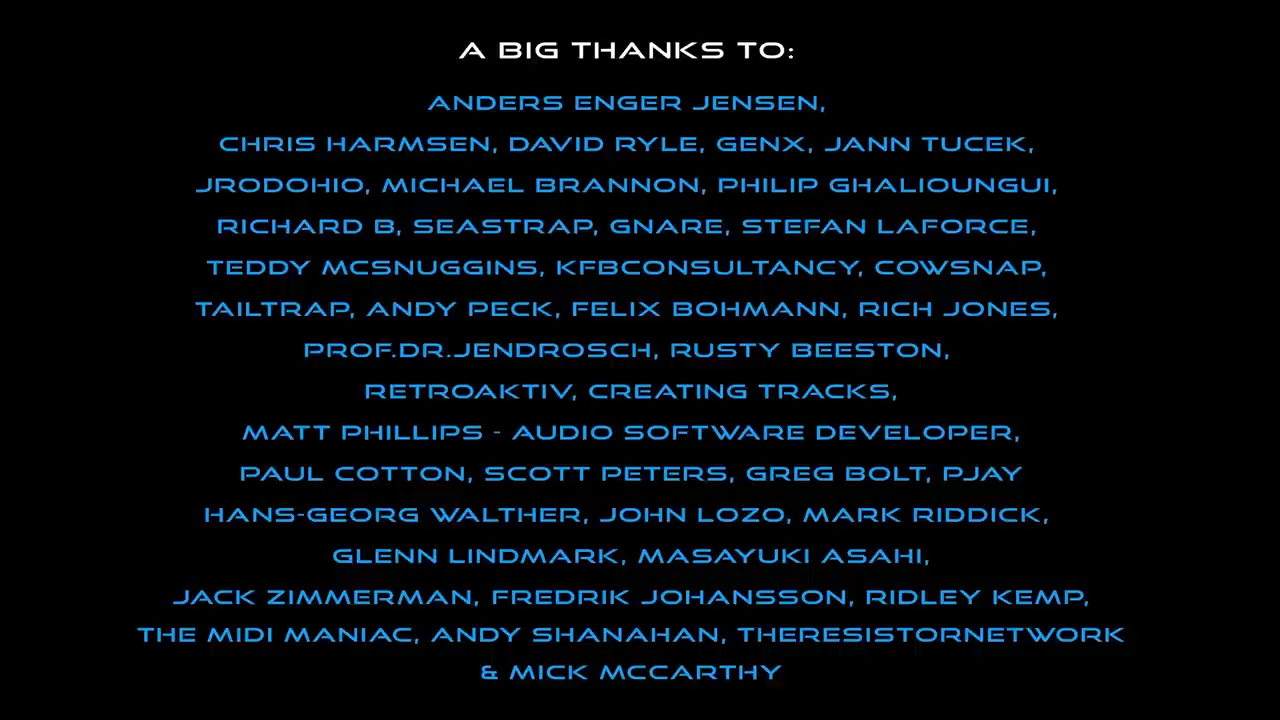 A BIG THANKS TO:
ANDERS ENGER JENSEN,
CHRIS HARMSEN, DAVID RYLE, GENX, JANN TUCEK,
JRODOHIO, MICHAEL BRANNON, PHILIP GHALIOUNGUI,
RICHARD B, SEASTRAP, GNARE, STEFAN LAFORCE,
TEDDY MCSNUGGINS, KFBCONSULTANCY, COWSNAP,
TAILTRAP, ANDY PECK, FELIX BOHMANN, RICH JONES,
PROF.DR.JENDROSCH, RUSTY BEESTON,
RETROAKTIV, CREATING TRACKS,
MATT PHILLIPS - AUDIO SOFTWARE DEVELOPER,
PAUL COTTON, SCOTT PETERS, GREG BOLT, PJAY
HANS-GEORG WALTHER, JOHN LOZO, MARK RIDDICK,
GLENN LINDMARK, MASAYUKI ASAHI,
JACK ZIMMERMAN, FREDRIK JOHANSSON, RIDLEY KEMP,
THE MIDI MANIAC, ANDY SHANAHAN, THERESISTORNETWORK
& MICK MCCARTHY